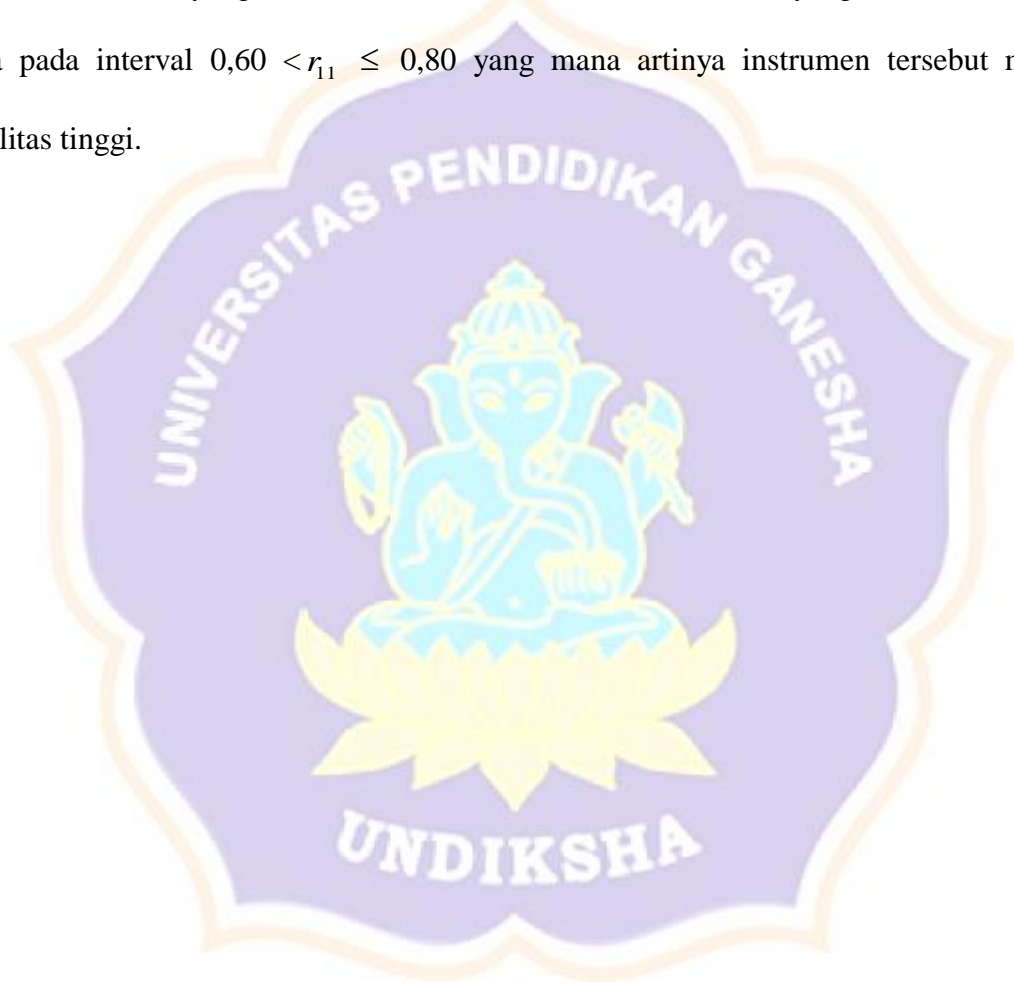 pada interval 0,60 < r₁₁ ≤ 0,80 yang mana artinya instrumen tersebut
litas tinggi.
UNIVERSITAS PENDIDIKAN GANESHA
UNDIKSHA